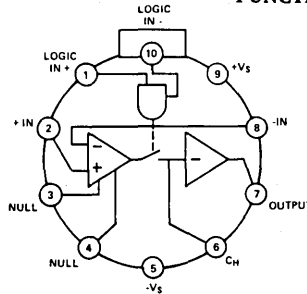 FUNCTI
LOGIC
IN -
10
LOGIC
IN +
1
9
+VS
+ IN
2
8
-IN
-
+
-
3
NULL
7
OUTPUT
4
NULL
5
-VS
6
CH